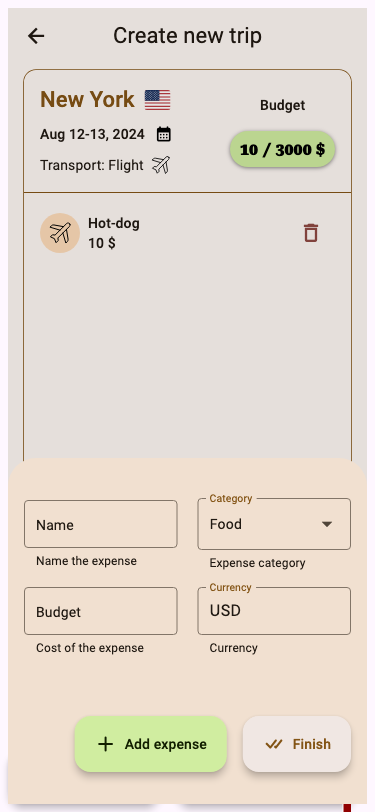 Create new trip
New York
Budget
Aug 12-13, 2024
10 / 3000 $
Transport: Flight
Hot-dog
10 $
Category
Name
Food
Name the expense
Expense category
Currency
Budget
USD
Cost of the expense
Currency
Add expense
Finish